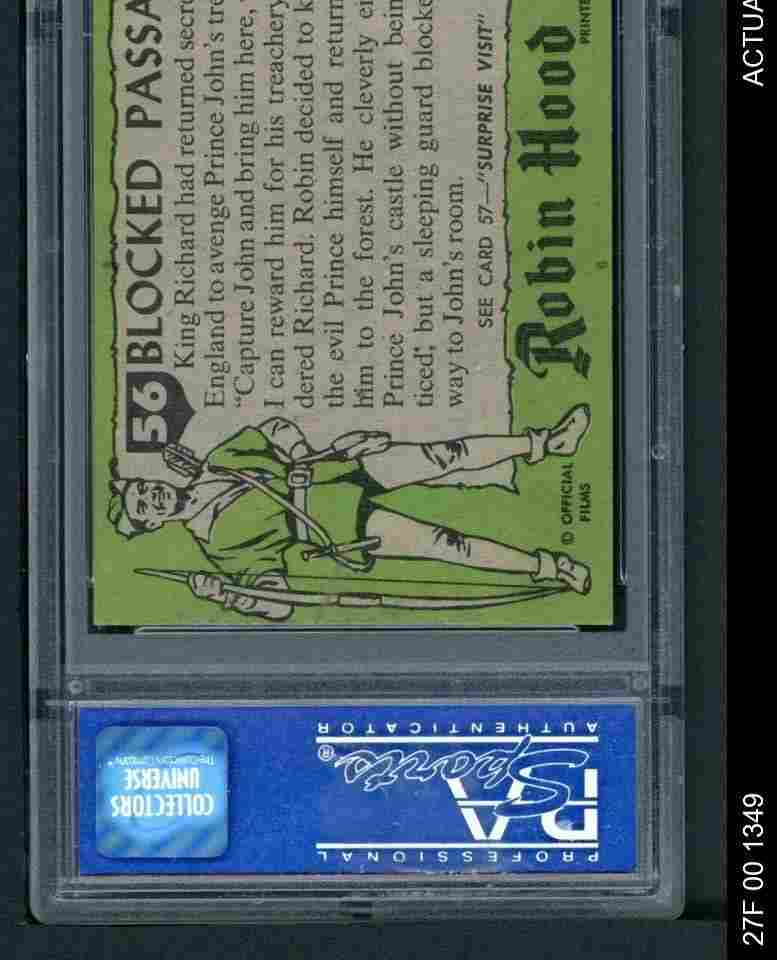 56 BLOCKED PASSA
King Richard had returned secre
England to avenge Prince John's tre
"Capture John and bring him here,
I can reward him for his treachery
dered Richard. Robin decided to k
the evil Prince himself and return
him to the forest. He cleverly e
Prince John's castle without bein
ticed; but a sleeping guard blocke
way to John's room.
SEE CARD 57—"SURPRISE VISIT"
Robin Hood
PRINTE
© OFFICIAL
FILMS
PROFESSIONAL
PSA
Sports®
AUTHENTICATOR
COLLECTORS
UNIVERSE
The Collectors Company™
ACTUA
27F 00 1349